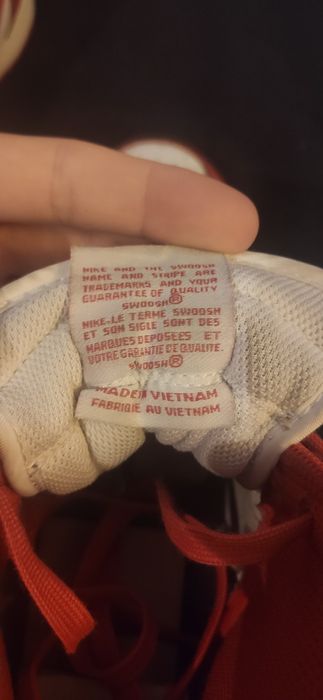 NIKE AND THE SWOOSH
NAME AND STRIPE ARE
TRADEMARKS AND YOUR
GUARANTEE OF QUALITY
SWOOSH®
NIKE-LE TERME SWOOSH
ET SON SIGLE SONT DES
MARQUES DEPOSEES ET
VOTRE GARANTIE DE QUALITE.
SWOOSH®
MADE IN VIETNAM
FABRIQIE AU VIETNAM